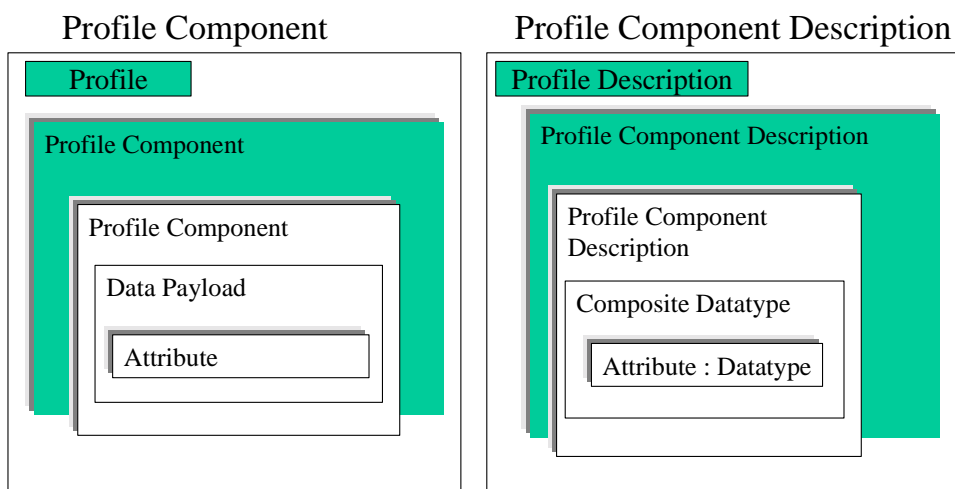 Profile Component
Profile
Profile Component
Profile Component
Data Payload
Attribute
Profile Component Description
Profile Description
Profile Component Description
Profile Component
Description
Composite Datatype
Attribute : Datatype